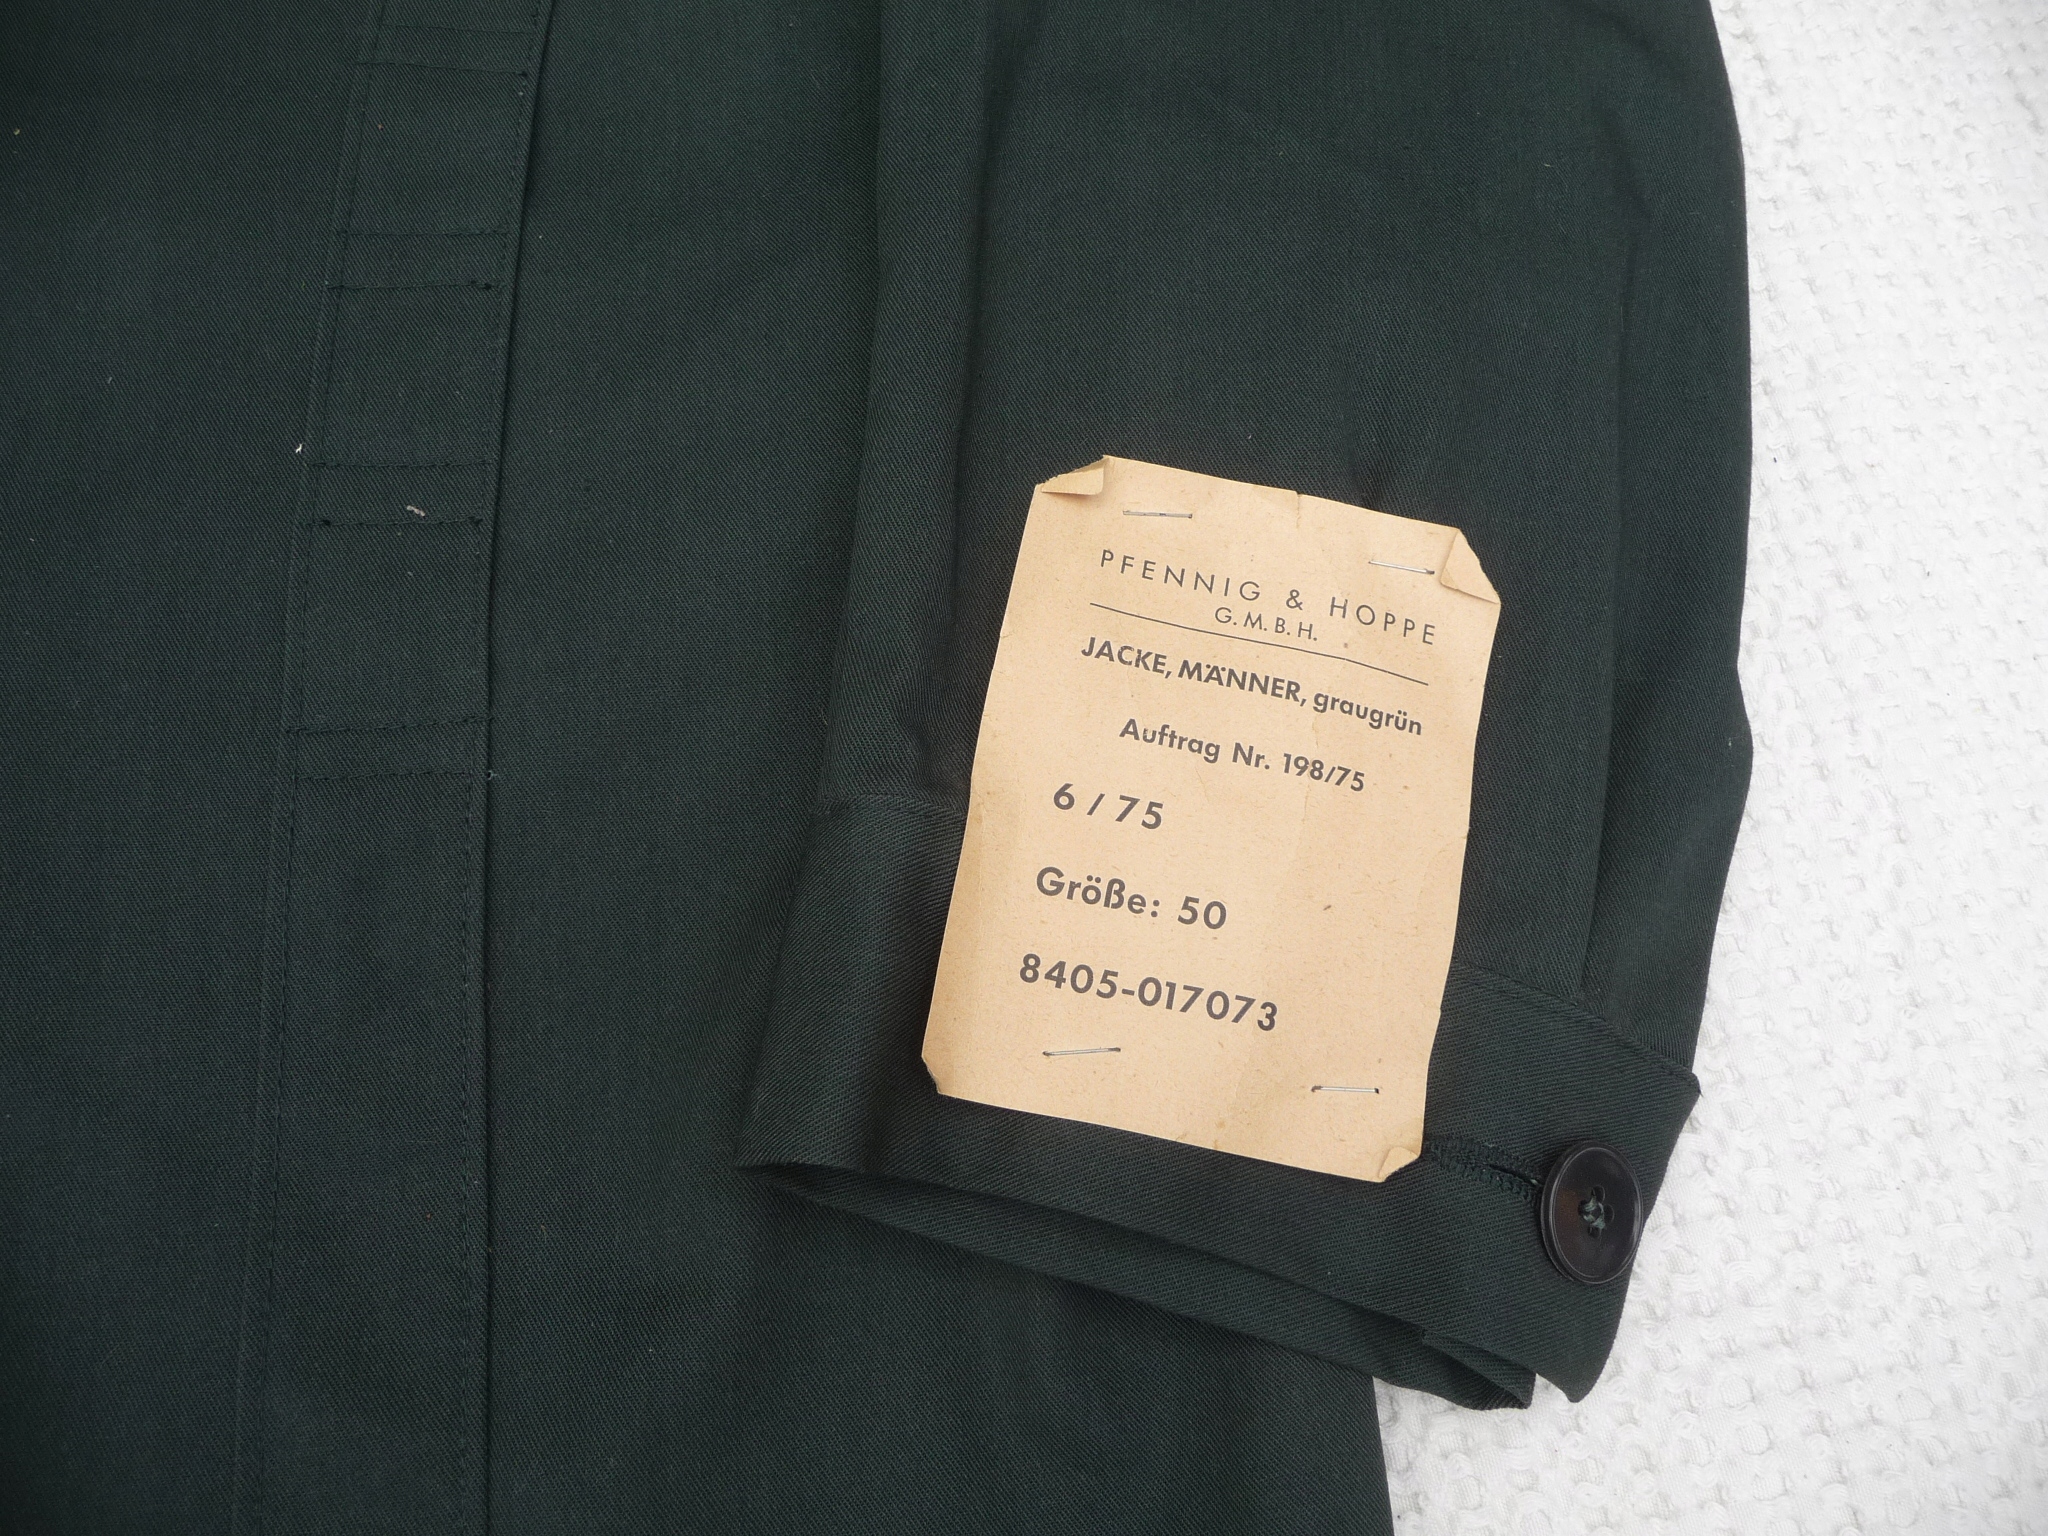 PFENNIG & HOPPE
G.M.B.H.
JACKE, MÄNNER, graugrün
Auftrag Nr. 198/75
6 / 75
Größe: 50
8405-017073